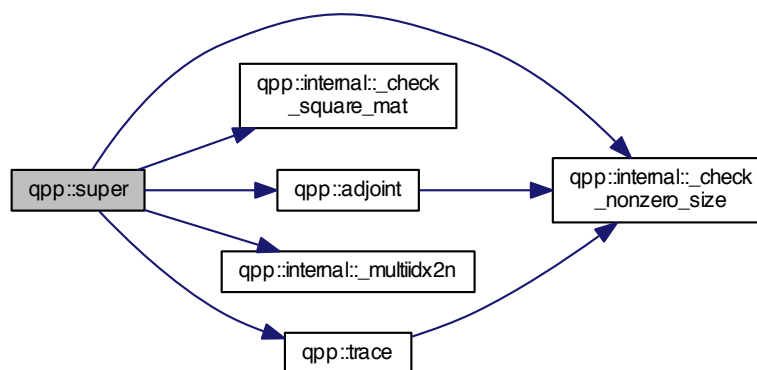 qpp::internal::_check
_square_mat
qpp::super
qpp::adjoint
qpp::internal::_check
_nonzero_size
qpp::internal::_multiidx2n
qpp::trace